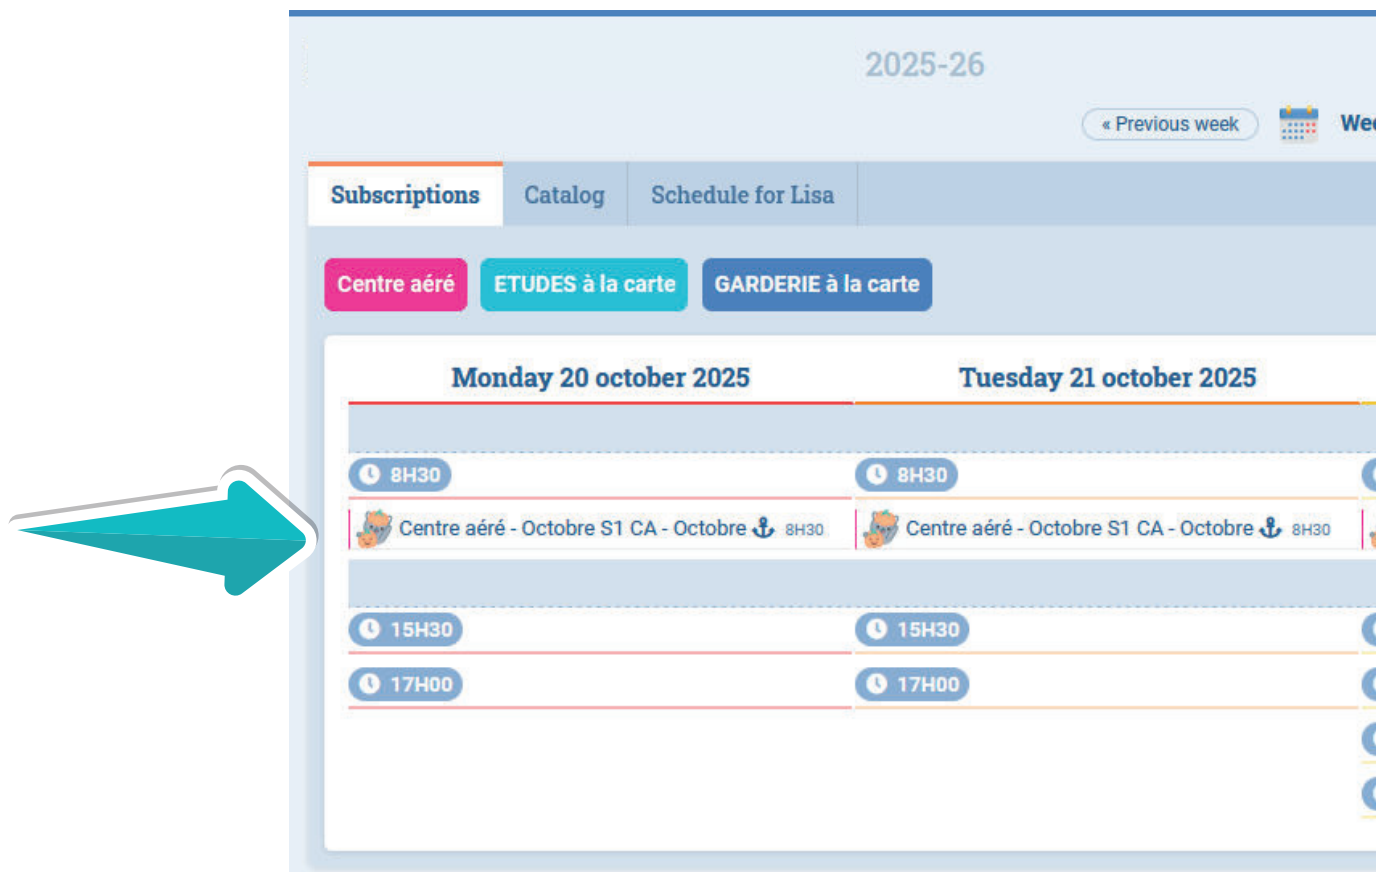 2025-26
« Previous week
Subscriptions Catalog Schedule for Lisa
Centre aéré ETUDES à la carte GARDERIE à la carte
Monday 20 october 2025 Tuesday 21 october 2025
8H30 8H30
Centre aéré - Octobre S1 CA - Octobre 8H30 Centre aéré - Octobre S1 CA - Octobre 8H30
15H30 15H30
17H00 17H00